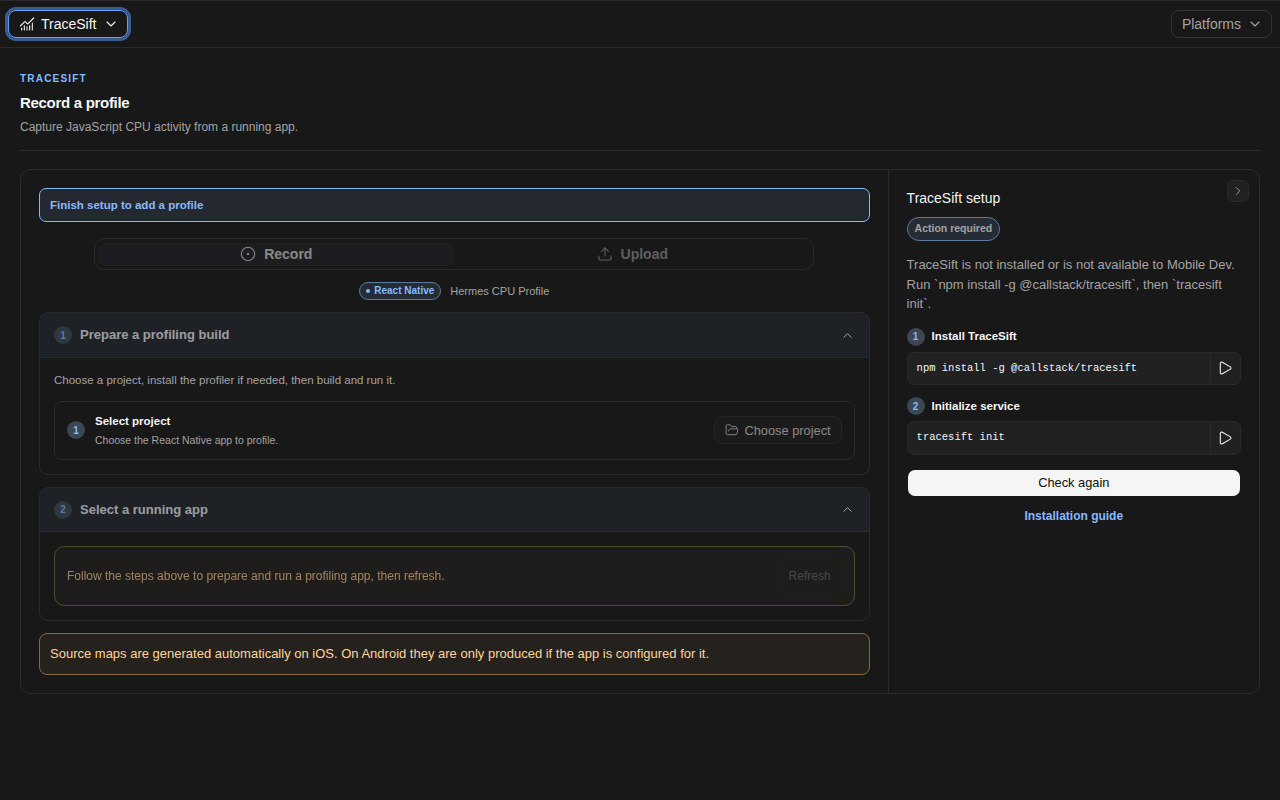 TraceSift
Platforms
TRACESIFT
Record a profile
Capture JavaScript CPU activity from a running app.
Finish setup to add a profile
Record
Upload
React Native
Hermes CPU Profile
1
Prepare a profiling build
Choose a project, install the profiler if needed, then build and run it.
1
Select project
Choose the React Native app to profile.
Choose project
2
Select a running app
Follow the steps above to prepare and run a profiling app, then refresh.
Refresh
Source maps are generated automatically on iOS. On Android they are only produced if the app is configured for it.
TraceSift setup
Action required
TraceSift is not installed or is not available to Mobile Dev.
Run `npm install -g @callstack/tracesift`, then `tracesift
init`.
1 Install TraceSift
npm install -g @callstack/tracesift
2 Initialize service
tracesift init
Check again
Installation guide